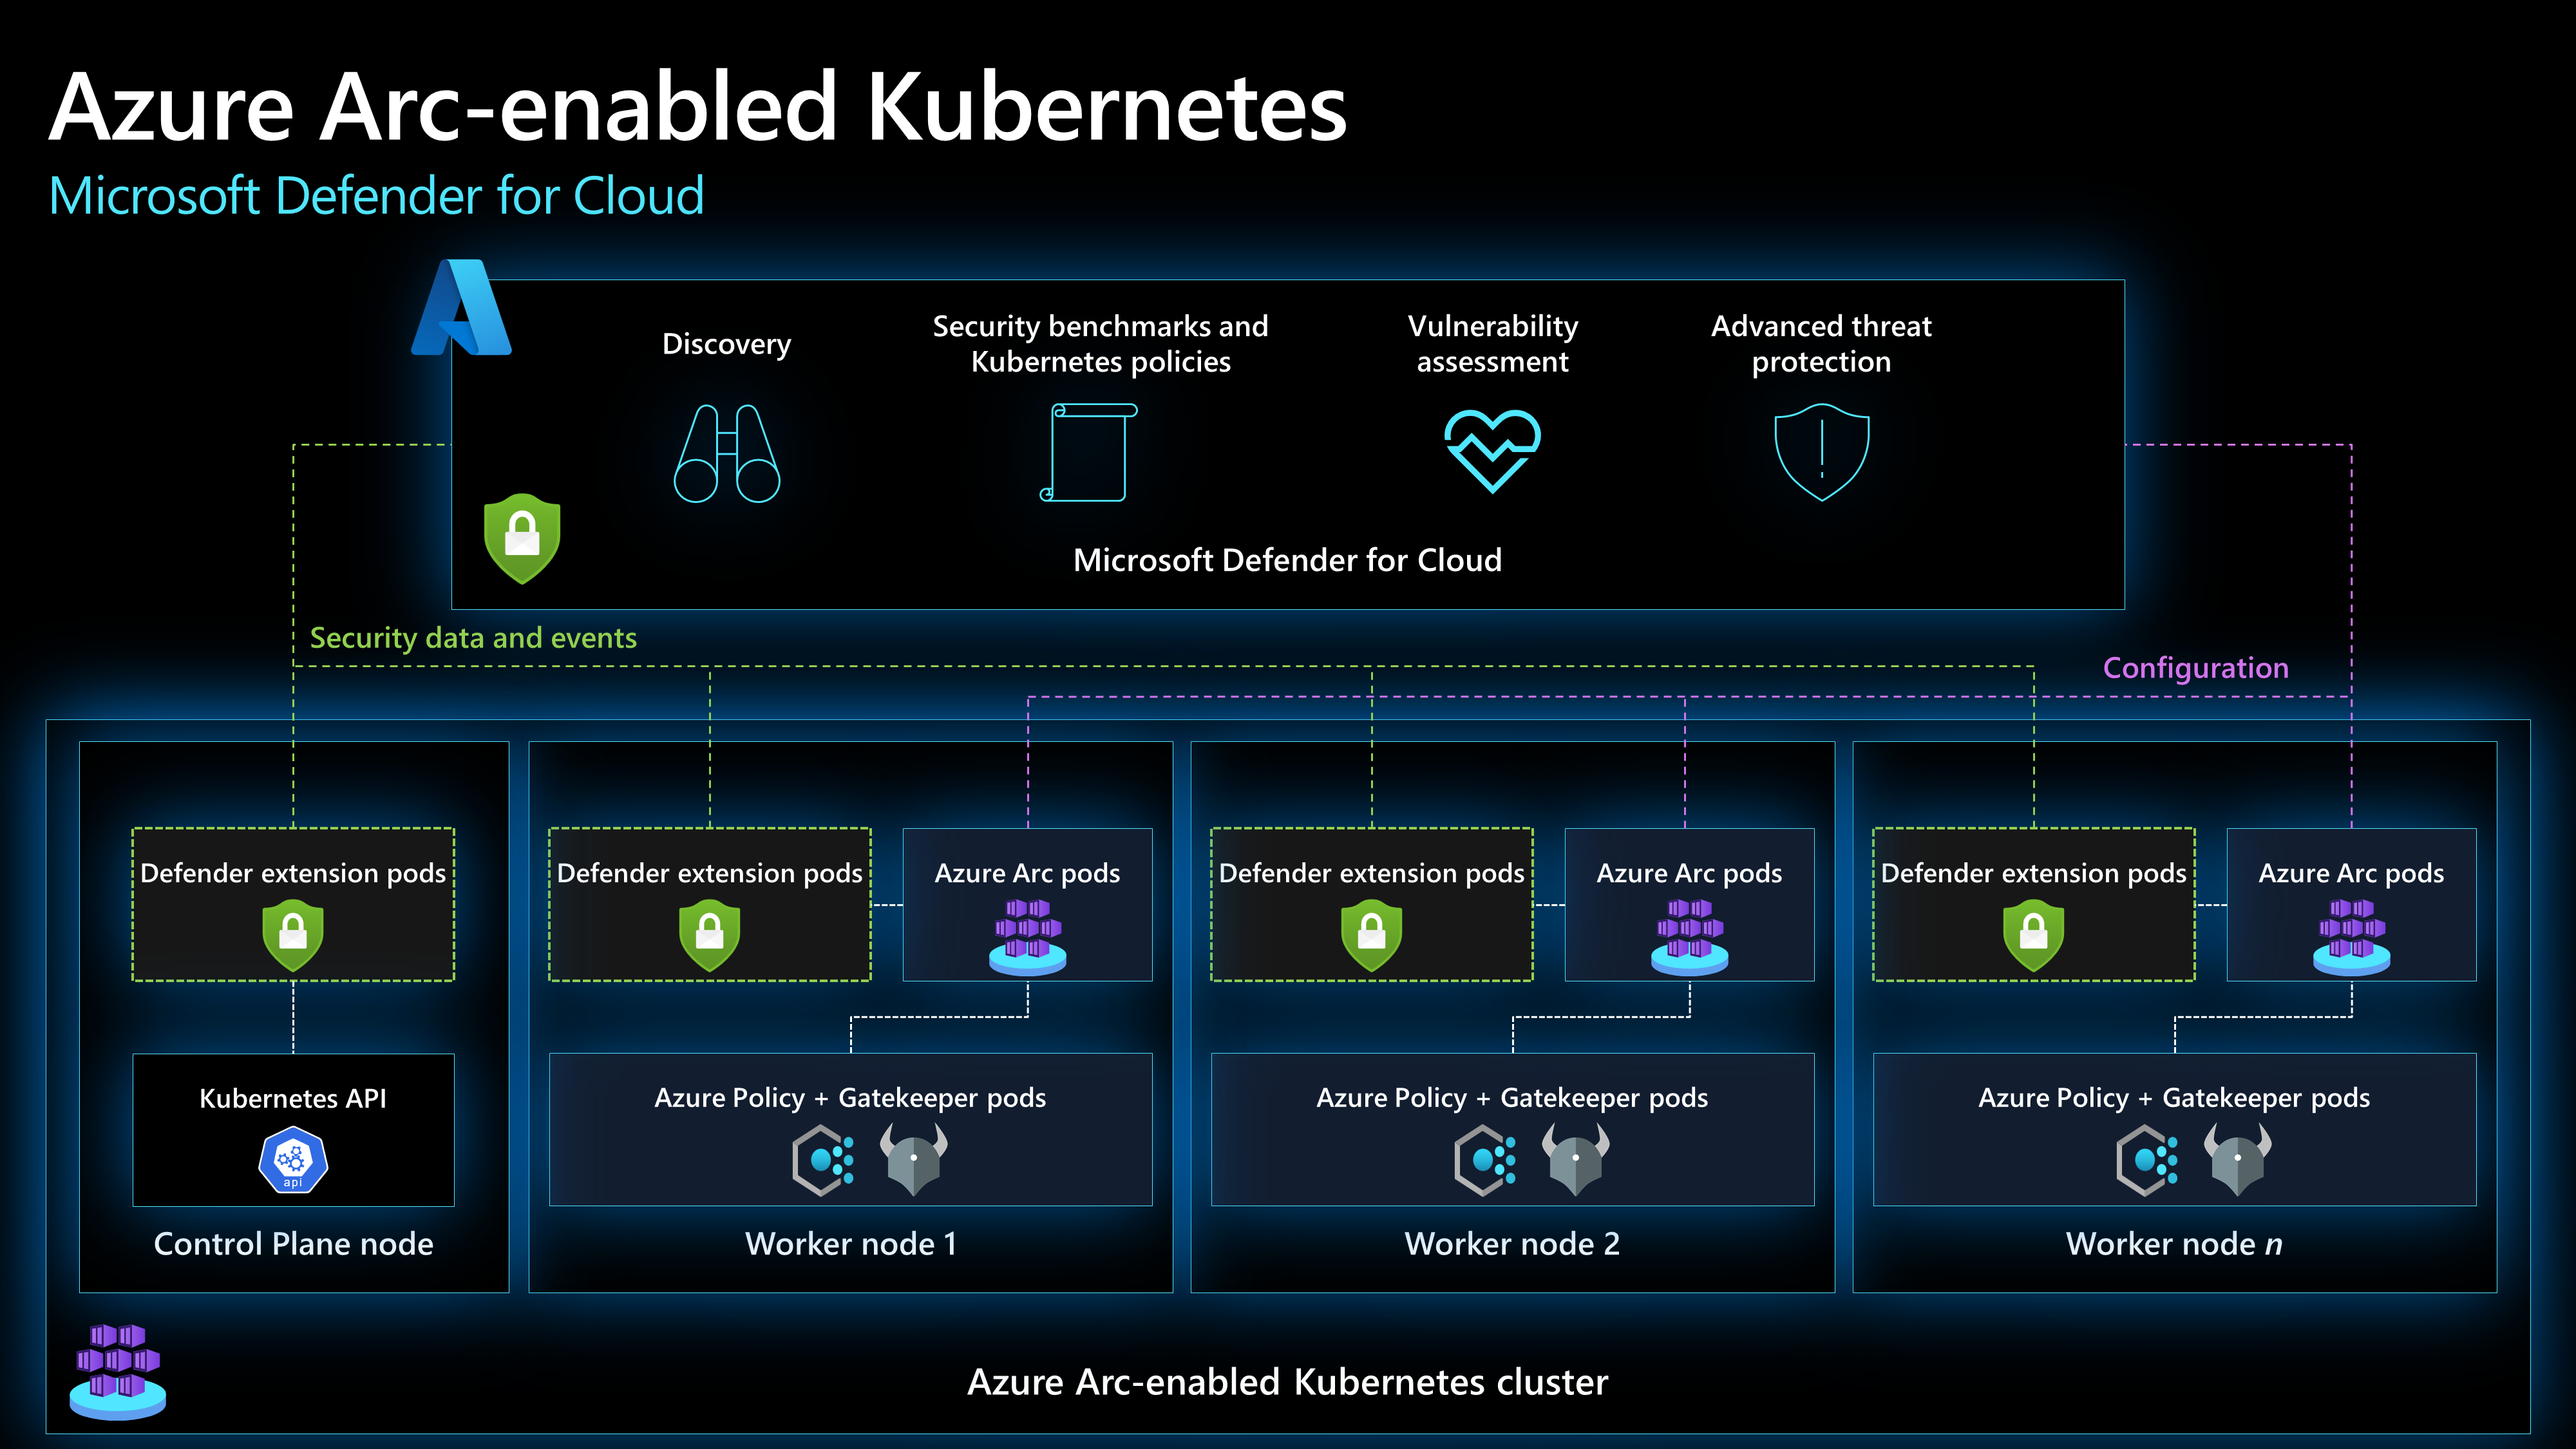 Azure Arc-enabled Kubernetes
Microsoft Defender for Cloud
Discovery
Security benchmarks and
Kubernetes policies
Vulnerability
assessment
Advanced threat
protection
Microsoft Defender for Cloud
Security data and events
Configuration
Defender extension pods
Kubernetes API
api
Control Plane node
Defender extension pods
Azure Arc pods
Azure Policy + Gatekeeper pods
Worker node 1
Defender extension pods
Azure Arc pods
Azure Policy + Gatekeeper pods
Worker node 2
Defender extension pods
Azure Arc pods
Azure Policy + Gatekeeper pods
Worker node n
Azure Arc-enabled Kubernetes cluster